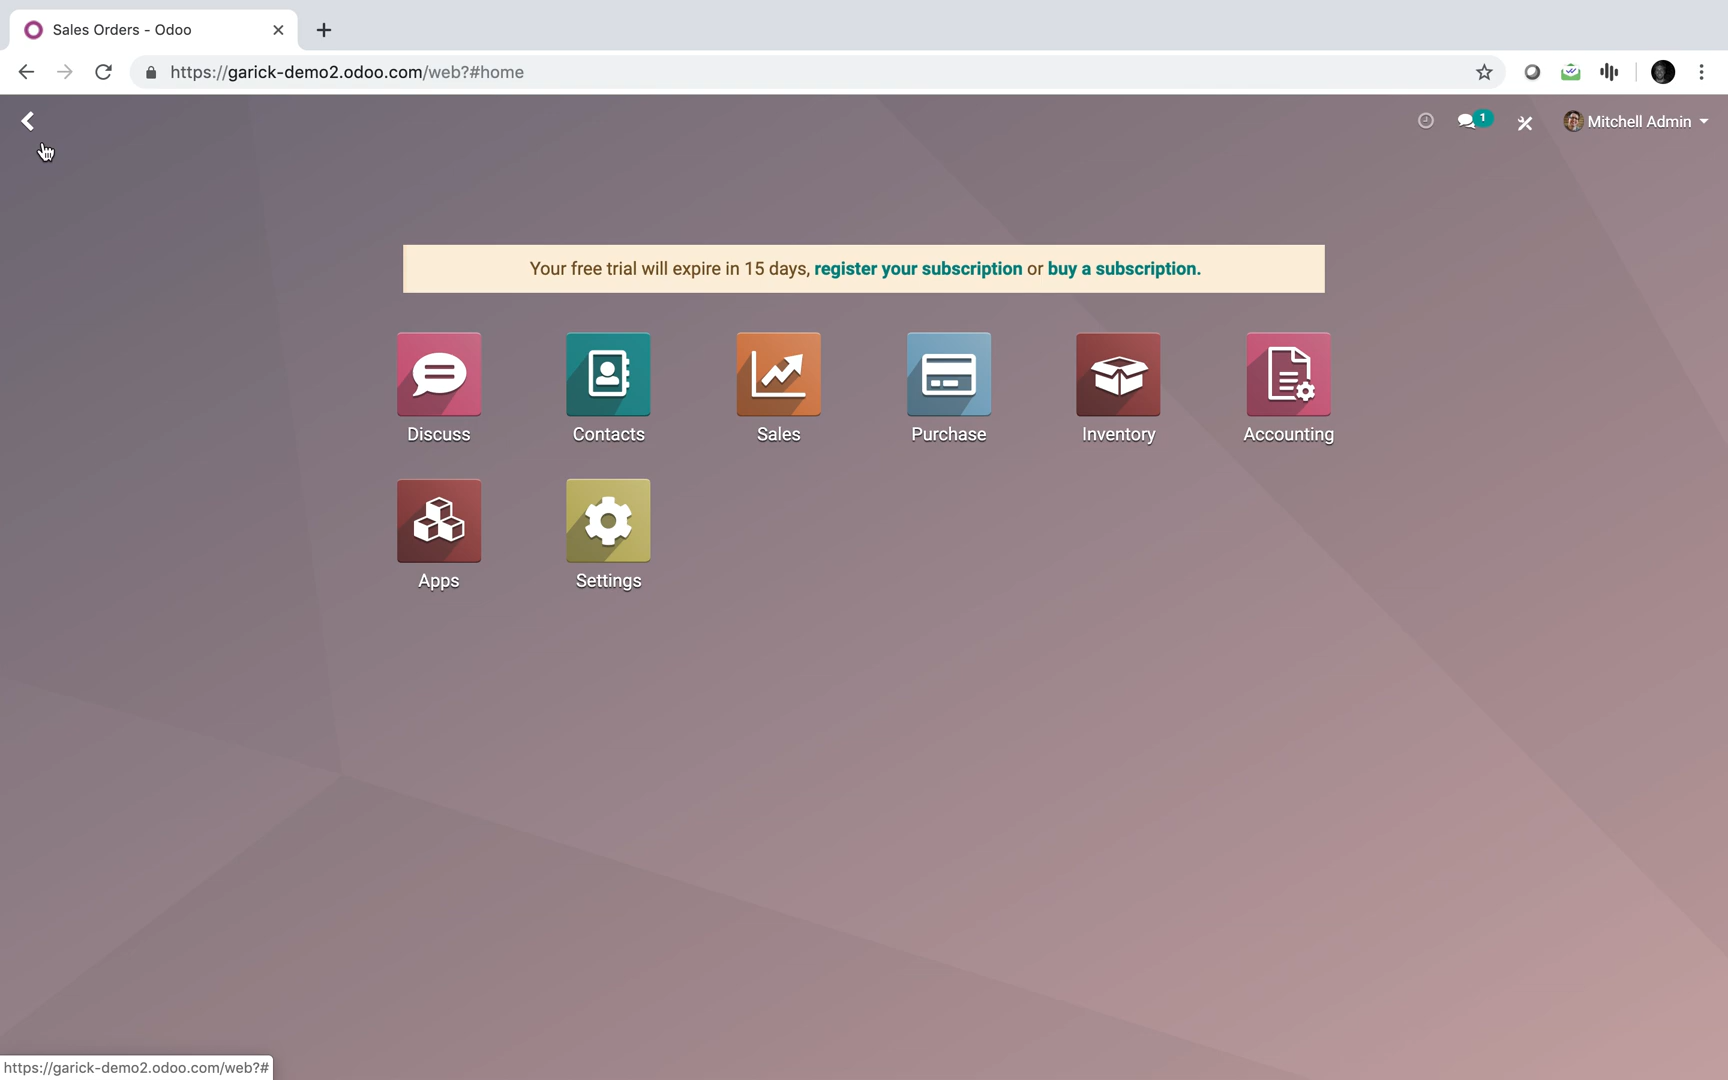 Sales Orders - Odoo
https://garick-demo2.odoo.com/web?#home
1
Mitchell Admin
Your free trial will expire in 15 days, register your subscription or buy a subscription.
Discuss
Contacts
Sales
Purchase
Inventory
Accounting
Apps
Settings
https://garick-demo2.odoo.com/web?#